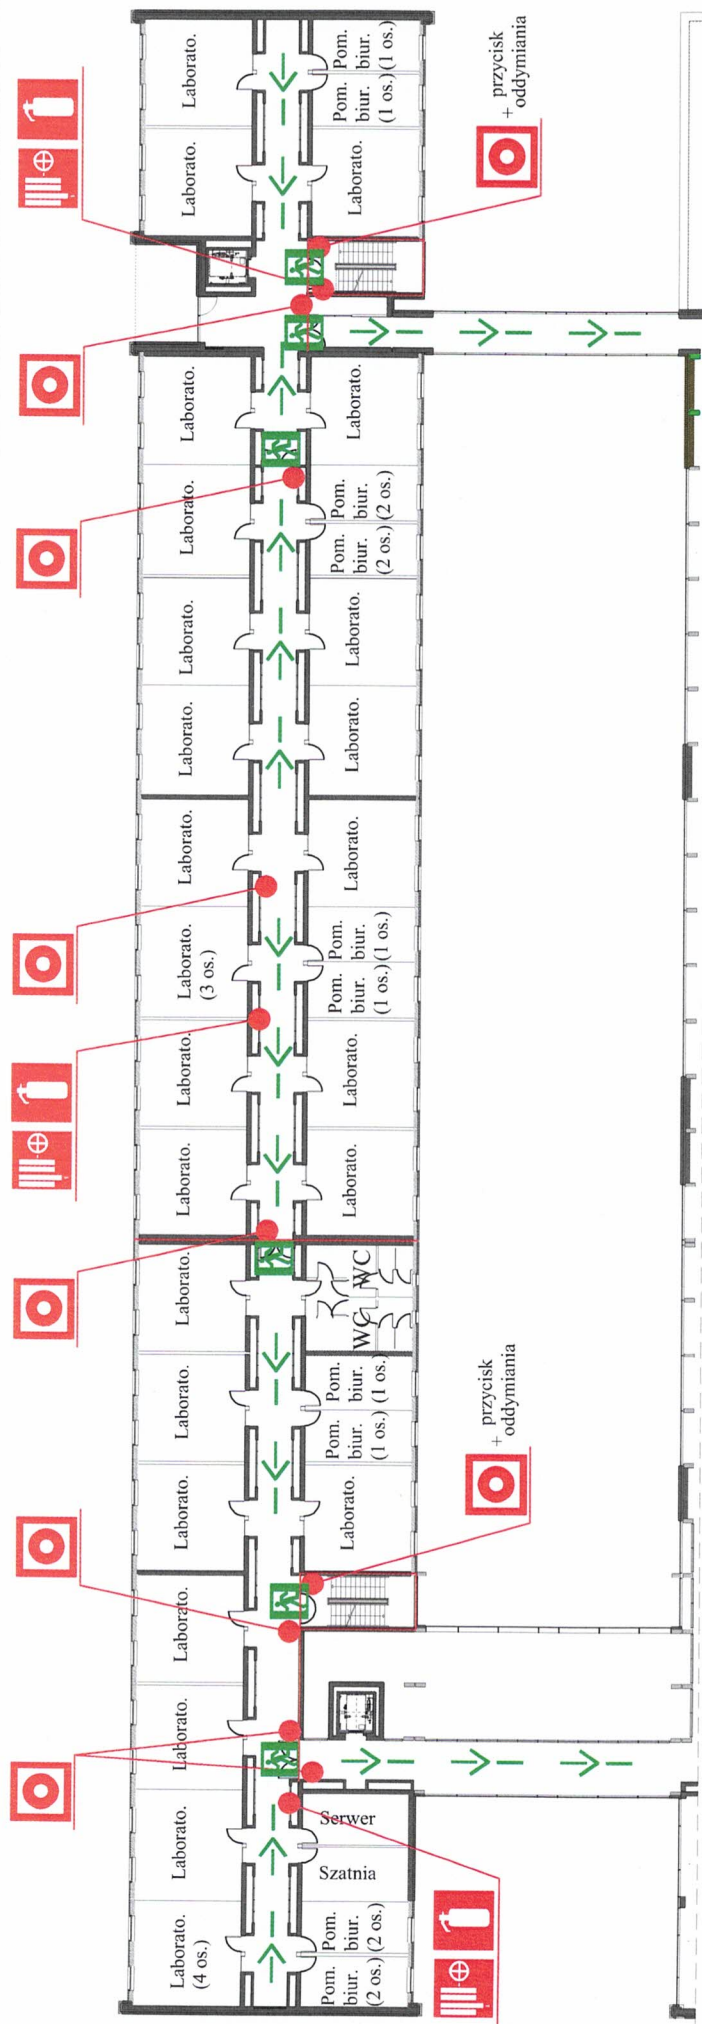 Laborato.
(4 os.)
Laborato.
Laborato.
Laborato.
Laborato.
Laborato.
Laborato.
Laborato.
Laborato.
Laborato.
(3 os.)
Laborato.
Laborato.
Laborato.
Laborato.
Laborato.
Laborato.
Laborato.
Pom.
biur.
(2 os.)
Pom.
biur.
(2 os.)
Szatnia
Serwer
Laborato.
Pom.
biur.
(1 os.)
Pom.
biur.
(1 os.)
WC
WC
Laborato.
Laborato.
Pom.
biur.
(1 os.)
Pom.
biur.
(1 os.)
Laborato.
Laborato.
Laborato.
Pom.
biur.
(2 os.)
Pom.
biur.
(2 os.)
Laborato.
Laborato.
Pom.
biur.
(1 os.)
Pom.
biur.
(1 os.)
+ przycisk
oddymiania
+ przycisk
oddymiania